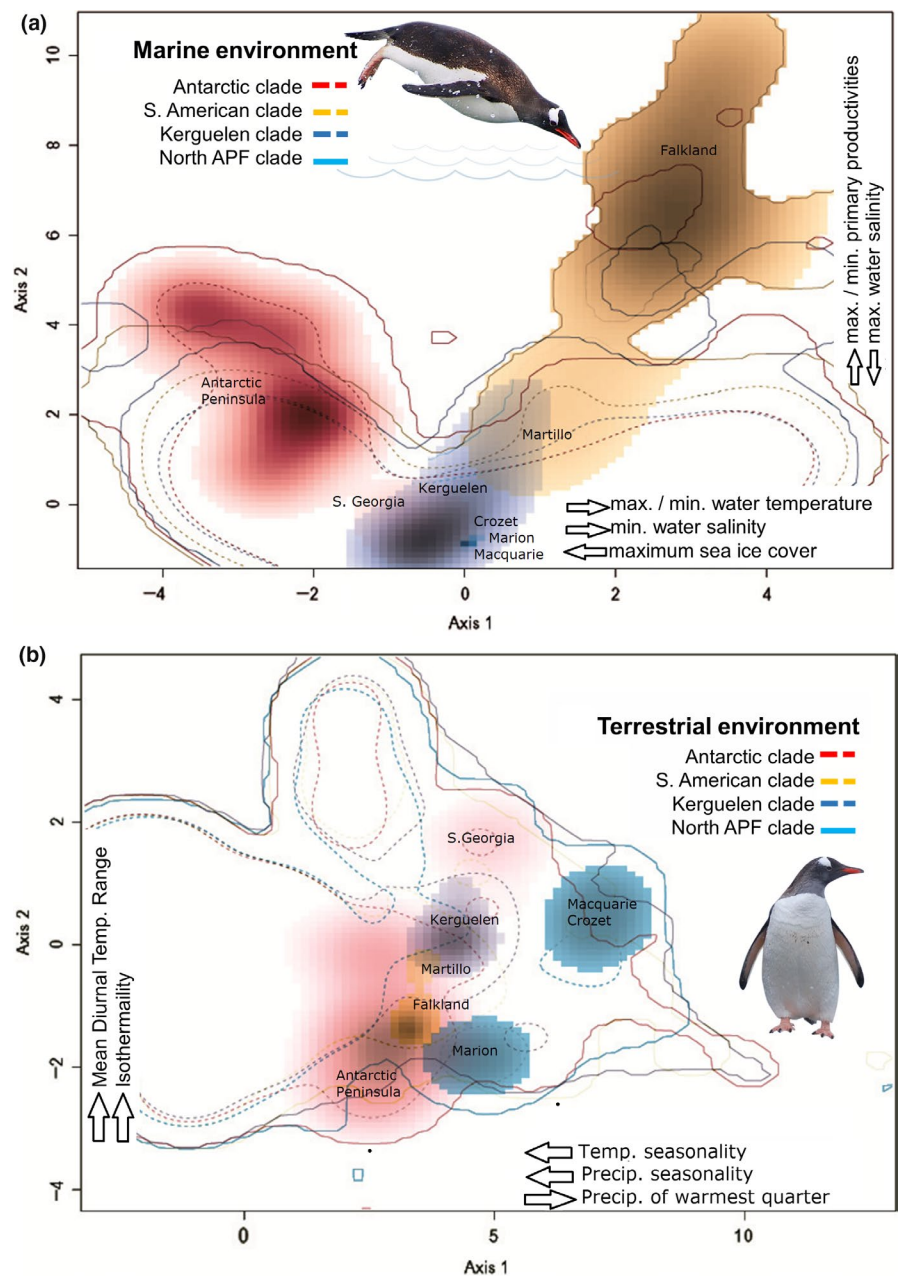 (a)
Marine environment
Antarctic clade
S. American clade
Kerguelen clade
North APF clade
Falkland
Antarctic
Peninsula
Martillo
S. Georgia
Kerguelen
Crozet
Marion
Macquarie
max. / min. water temperature
min. water salinity
maximum sea ice cover
max. / min. primary productivities
max. water salinity
Axis 2
10
8
6
4
2
0
−4
−2
0
2
4
Axis 1
(b)
Terrestrial environment
Antarctic clade
S. American clade
Kerguelen clade
North APF clade
S.Georgia
Kerguelen
Macquarie
Crozet
Martillo
Falkland
Marion
Antarctic
Peninsula
Mean Diurnal Temp. Range
Isothermaility
Temp. seasonality
Precip. seasonality
Precip. of warmest quarter
Axis 2
4
2
0
−2
−4
0
5
10
Axis 1